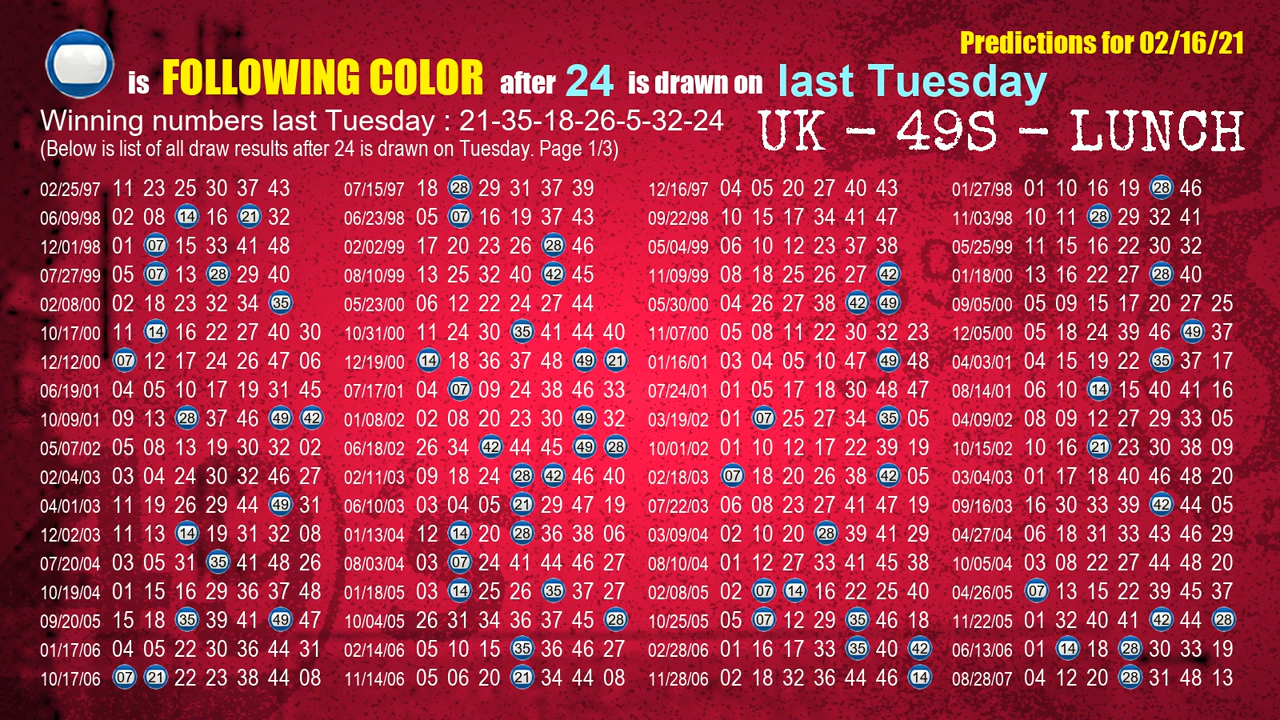 Predictions for 02/16/21
is FOLLOWING COLOR after 24 is drawn on last Tuesday
Winning numbers last Tuesday : 21-35-18-26-5-32-24
UK - 49S - LUNCH
(Below is list of all draw results after 24 is drawn on Tuesday. Page 1/3)
02/25/97 11 23 25 30 37 43 07/15/97 18 28 29 31 37 39 12/16/97 04 05 20 27 40 43 01/27/98 01 10 16 19 28 46
06/09/98 02 08 14 16 21 32 06/23/98 05 07 16 19 37 43 09/22/98 10 15 17 34 41 47 11/03/98 10 11 28 29 32 41
12/01/98 01 07 15 33 41 48 02/02/99 17 20 23 26 28 46 05/04/99 06 10 12 23 37 38 05/25/99 11 15 16 22 30 32
07/27/99 05 07 13 28 29 40 08/10/99 13 25 32 40 42 45 11/09/99 08 18 25 26 27 42 01/18/00 13 16 22 27 28 40
02/08/00 02 18 23 32 34 35 05/23/00 06 12 22 24 27 44 05/30/00 04 26 27 38 42 49 09/05/00 05 09 15 17 20 27 25
10/17/00 11 14 16 22 27 40 30 10/31/00 11 24 30 35 41 44 40 11/07/00 05 08 11 22 30 32 23 12/05/00 05 18 24 39 46 49 37
12/12/00 07 12 17 24 26 47 06 12/19/00 14 18 36 37 48 49 21 01/16/01 03 04 05 10 47 49 48 04/03/01 04 15 19 22 35 37 17
06/19/01 04 05 10 17 19 31 45 07/17/01 04 07 09 24 38 46 33 07/24/01 01 05 17 18 30 48 47 08/14/01 06 10 14 15 40 41 16
10/09/01 09 13 28 37 46 49 42 01/08/02 02 08 20 23 30 49 32 03/19/02 01 07 25 27 34 35 05 04/09/02 08 09 12 27 29 33 05
05/07/02 05 08 13 19 30 32 02 06/18/02 26 34 42 44 45 49 28 10/01/02 01 10 12 17 22 39 19 10/15/02 10 16 21 23 30 38 09
02/04/03 03 04 24 30 32 46 27 02/11/03 09 18 24 28 42 46 40 02/18/03 07 18 20 26 38 42 05 03/04/03 01 17 18 40 46 48 20
04/01/03 11 19 26 29 44 49 31 06/10/03 03 04 05 21 29 47 19 07/22/03 06 08 23 27 41 47 19 09/16/03 16 30 33 39 42 44 05
12/02/03 11 13 14 19 31 32 08 01/13/04 12 14 20 28 36 38 06 03/09/04 02 10 20 28 39 41 29 04/27/04 06 18 31 33 43 46 29
07/20/04 03 05 31 35 41 48 26 08/03/04 03 07 24 41 44 46 27 08/10/04 01 12 27 33 41 45 38 10/05/04 03 08 22 27 44 48 20
10/19/04 01 15 16 29 36 37 48 01/18/05 03 14 25 26 35 37 27 02/08/05 02 07 14 16 22 25 40 04/26/05 07 13 15 22 39 45 37
09/20/05 15 18 35 39 41 49 47 10/04/05 26 31 34 36 37 45 28 10/25/05 05 07 12 29 35 46 18 11/22/05 01 32 40 41 42 44 28
01/17/06 04 05 22 30 36 44 31 02/14/06 05 10 15 35 36 46 27 02/28/06 01 16 17 33 35 40 42 06/13/06 01 14 18 28 30 33 19
10/17/06 07 21 22 23 38 44 08 11/14/06 05 06 20 21 34 44 08 11/28/06 02 18 32 36 44 46 14 08/28/07 04 12 20 28 31 48 13